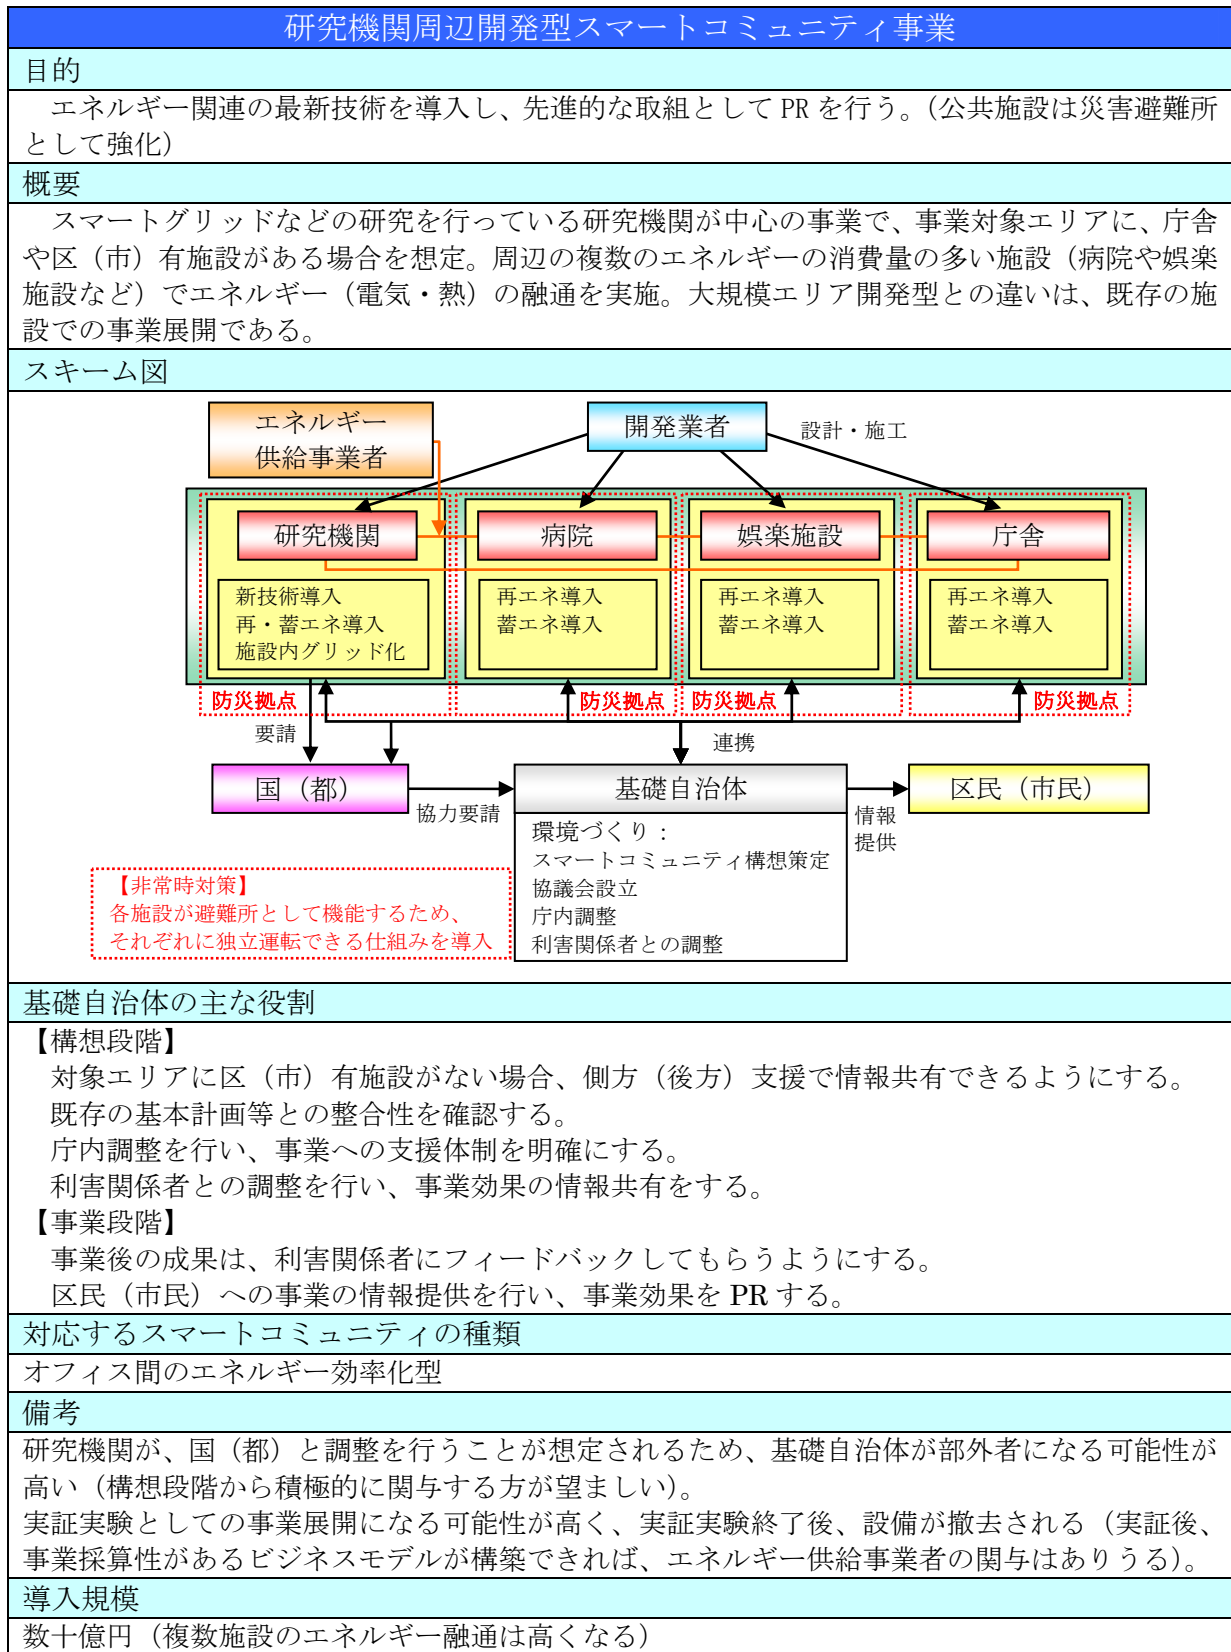 研究機関周辺開発型スマートコミュニティ事業
目的
エネルギー関連の最新技術を導入し、先進的な取組として PR を行う。（公共施設は災害避難所
として強化）
概要
スマートグリッドなどの研究を行っている研究機関が中心の事業で、事業対象エリアに、庁舎
や区（市）有施設がある場合を想定。周辺の複数のエネルギーの消費量の多い施設（病院や娯楽
施設など）でエネルギー（電気・熱）の融通を実施。大規模エリア開発型との違いは、既存の施
設での事業展開である。
スキーム図
エネルギー
供給事業者
開発業者
設計・施工
研究機関
病院
娯楽施設
庁舎
新技術導入
再・蓄エネ導入
施設内グリッド化
再エネ導入
蓄エネ導入
再エネ導入
蓄エネ導入
再エネ導入
蓄エネ導入
防災拠点
防災拠点
防災拠点
防災拠点
要請
連携
国（都）
協力要請
基礎自治体
情報
提供
区民（市民）
環境づくり：
スマートコミュニティ構想策定
協議会設立
庁内調整
利害関係者との調整
【非常時対策】
各施設が避難所として機能するため、
それぞれに独立運転できる仕組みを導入
基礎自治体の主な役割
【構想段階】
対象エリアに区（市）有施設がない場合、側方（後方）支援で情報共有できるようにする。
既存の基本計画等との整合性を確認する。
庁内調整を行い、事業への支援体制を明確にする。
利害関係者との調整を行い、事業効果の情報共有をする。
【事業段階】
事業後の成果は、利害関係者にフィードバックしてもらうようにする。
区民（市民）への事業の情報提供を行い、事業効果を PR する。
対応するスマートコミュニティの種類
オフィス間のエネルギー効率化型
備考
研究機関が、国（都）と調整を行うことが想定されるため、基礎自治体が部外者になる可能性が
高い（構想段階から積極的に関与する方が望ましい）。
実証実験としての事業展開になる可能性が高く、実証実験終了後、設備が撤去される（実証後、
事業採算性があるビジネスモデルが構築できれば、エネルギー供給事業者の関与はありうる）。
導入規模
数十億円（複数施設のエネルギー融通は高くなる）